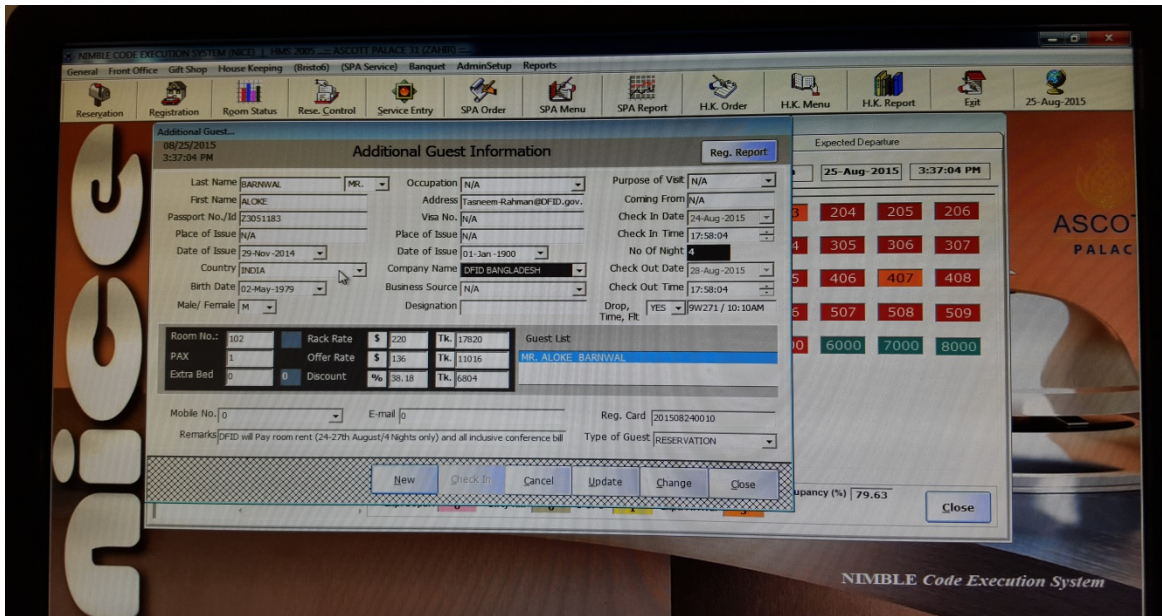 NIMBLE CODE EXECUTION SYSTEM (NICE) | HMS 2005 ...:: ASCOTT PALACE 31 (ZAHIR) ::...
General Front Office Gift Shop House Keeping (Bristo6) (SPA Service) Banquet AdminSetup Reports
Reservation Registration Room Status Rese. Control Service Entry SPA Order SPA Menu SPA Report H.K. Order H.K. Menu H.K. Report Exit 25-Aug-2015
Additional Guest...
08/25/2015
3:37:04 PM
Additional Guest Information
Reg. Report
Expected Departure
25-Aug-2015 3:37:04 PM
Last Name BARNWAL MR. Occupation N/A Purpose of Visit N/A
First Name ALOKE Address Tasneem-Rahman@DFID.gov. Coming From N/A
Passport No./Id Z3051183 Visa No. N/A Check In Date 24-Aug-2015
Place of Issue N/A Place of Issue N/A Check In Time 17:58:04
Date of Issue 29-Nov-2014 Date of Issue 01-Jan-1900 No Of Night 4
Country INDIA Company Name DFID BANGLADESH Check Out Date 28-Aug-2015
Birth Date 02-May-1979 Business Source N/A Check Out Time 17:58:04
Male/ Female M Designation Drop, Time, Flt YES 9W271 / 10:10AM
204 205 206
305 306 307
406 407 408
507 508 509
6000 7000 8000
ASCO
PALAC
Room No.: 102 Rack Rate $ 220 Tk. 17820 Guest List
PAX 1 Offer Rate $ 136 Tk. 11016 MR. ALOKE BARNWAL
Extra Bed 0 0 Discount % 38.18 Tk. 6804
Mobile No. 0 E-mail 0 Reg. Card 201508240010
Remarks DFID will Pay room rent (24-27th August/4 Nights only) and all inclusive conference bill Type of Guest RESERVATION
New Check In Cancel Update Change Close
upancy (%) 79.63
Close
nice
NIMBLE Code Execution System